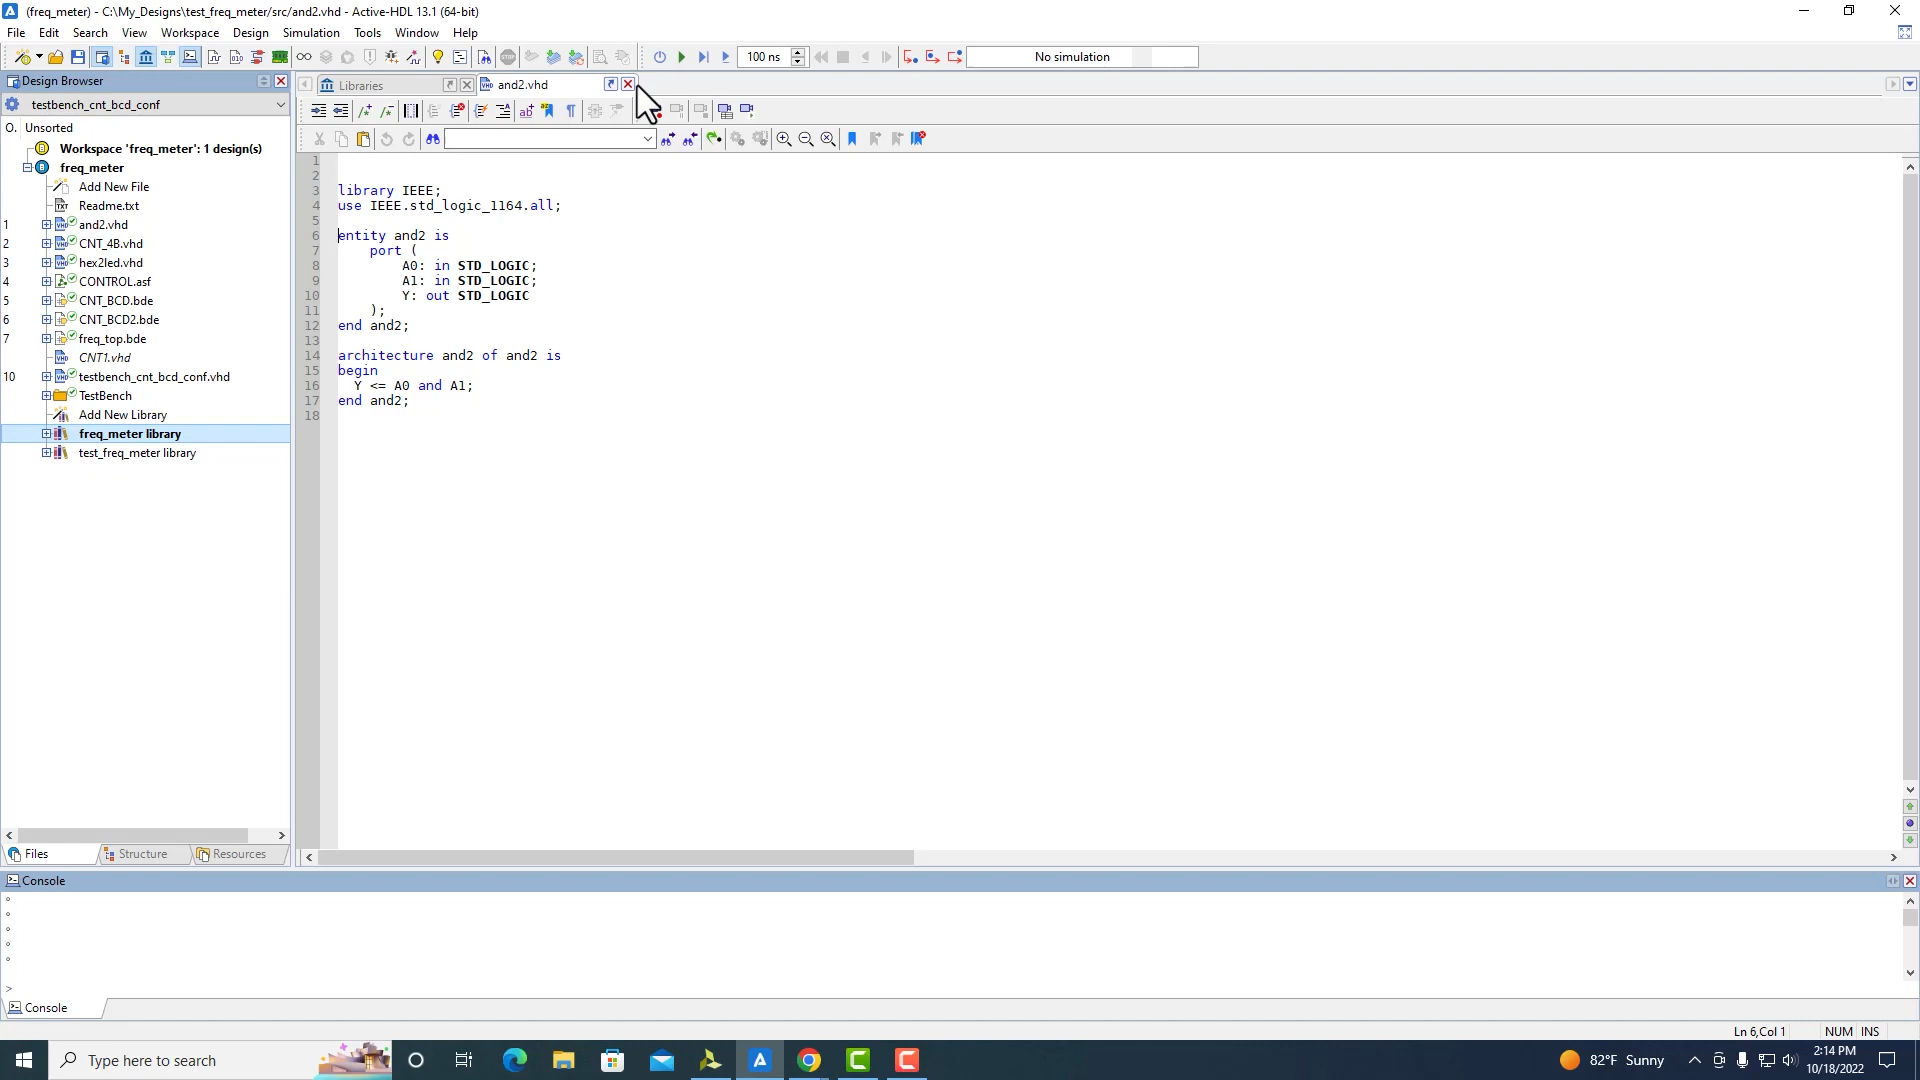 (freq_meter) - C:\My_Designs\test_freq_meter/src/and2.vhd - Active-HDL 13.1 (64-bit)
File Edit Search View Workspace Design Simulation Tools Window Help
100 ns No simulation
Design Browser
testbench_cnt_bcd_conf
O. Unsorted
Workspace 'freq_meter': 1 design(s)
freq_meter
Add New File
Readme.txt
1 and2.vhd
2 CNT_4B.vhd
3 hex2led.vhd
4 CONTROL.asf
5 CNT_BCD.bde
6 CNT_BCD2.bde
7 freq_top.bde
CNT1.vhd
10 testbench_cnt_bcd_conf.vhd
TestBench
Add New Library
freq_meter library
test_freq_meter library
Files Structure Resources
Libraries and2.vhd
1
2
3 library IEEE;
4 use IEEE.std_logic_1164.all;
5
6 entity and2 is
7 port (
8 A0: in STD_LOGIC;
9 A1: in STD_LOGIC;
10 Y: out STD_LOGIC
11 );
12 end and2;
13
14 architecture and2 of and2 is
15 begin
16 Y <= A0 and A1;
17 end and2;
18
Console
>
Console
Ln 6,Col 1 NUM INS
Type here to search
82°F Sunny
2:14 PM
10/18/2022